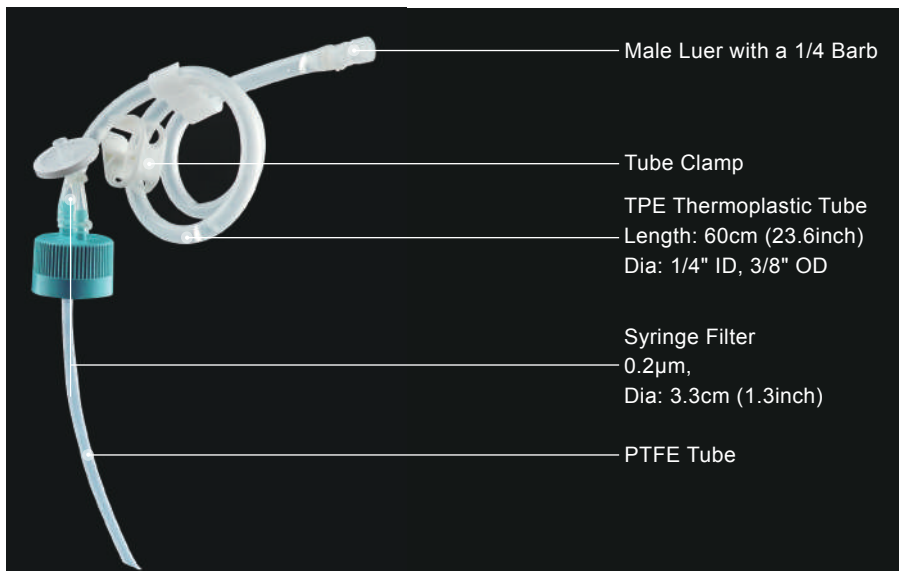 Male Luer with a 1/4 Barb
Tube Clamp
TPE Thermoplastic Tube
Length: 60cm (23.6inch)
Dia: 1/4" ID, 3/8" OD
Syringe Filter
0.2µm,
Dia: 3.3cm (1.3inch)
PTFE Tube